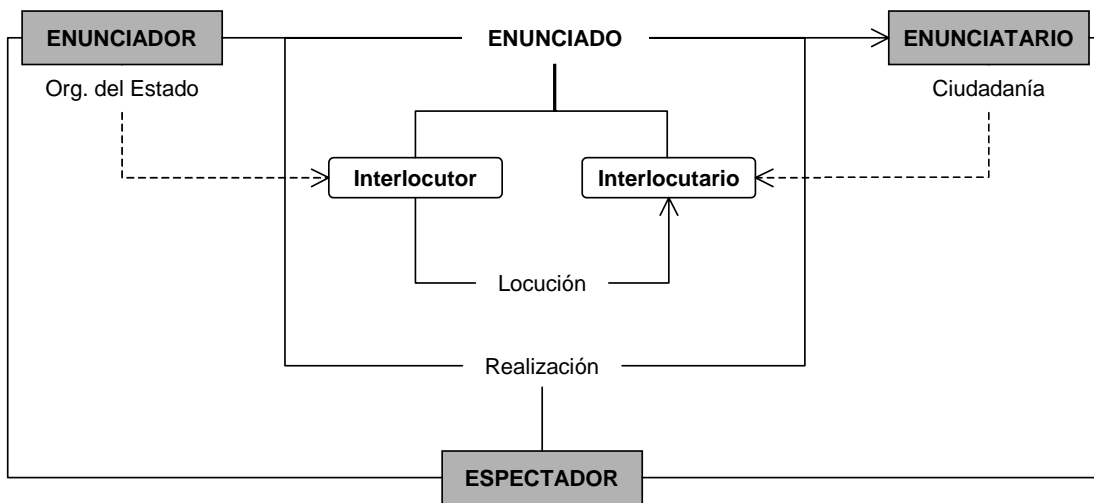 ENUNCIADOR
ENUNCIADO
ENUNCIATARIO
Org. del Estado
Ciudadanía
Interlocutor
Interlocutario
Locución
Realización
ESPECTADOR